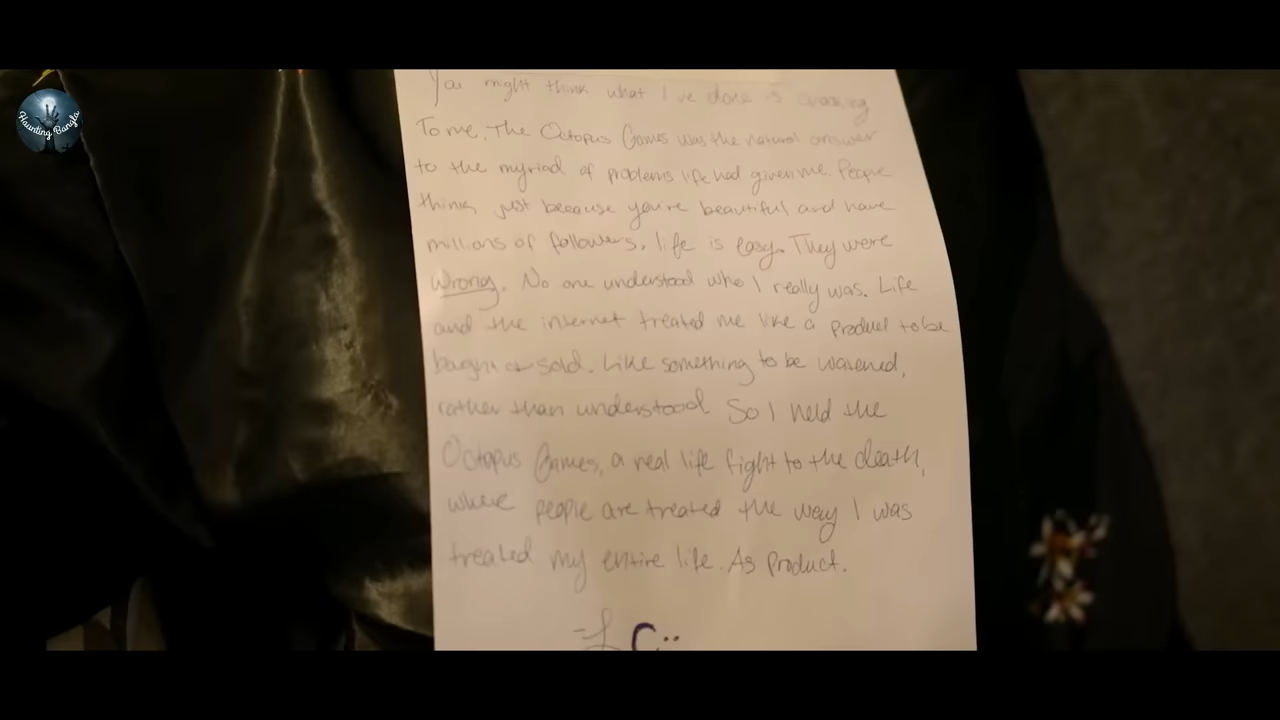 Haunting Bangla
You might think what I've done is
To me, The Octopus Games was the natural answer
to the myriad of problems life had given me. People
think just because you're beautiful and have
millions of followers, life is easy. They were
Wrong. No one understood who I really was. Life
and the internet treated me like a product to be
bought or sold. Like something to be watched,
rather than understood So I held the
Octopus Games, a real life fight to the death,
where people are treated the way I was
treated my entire life. As Product.